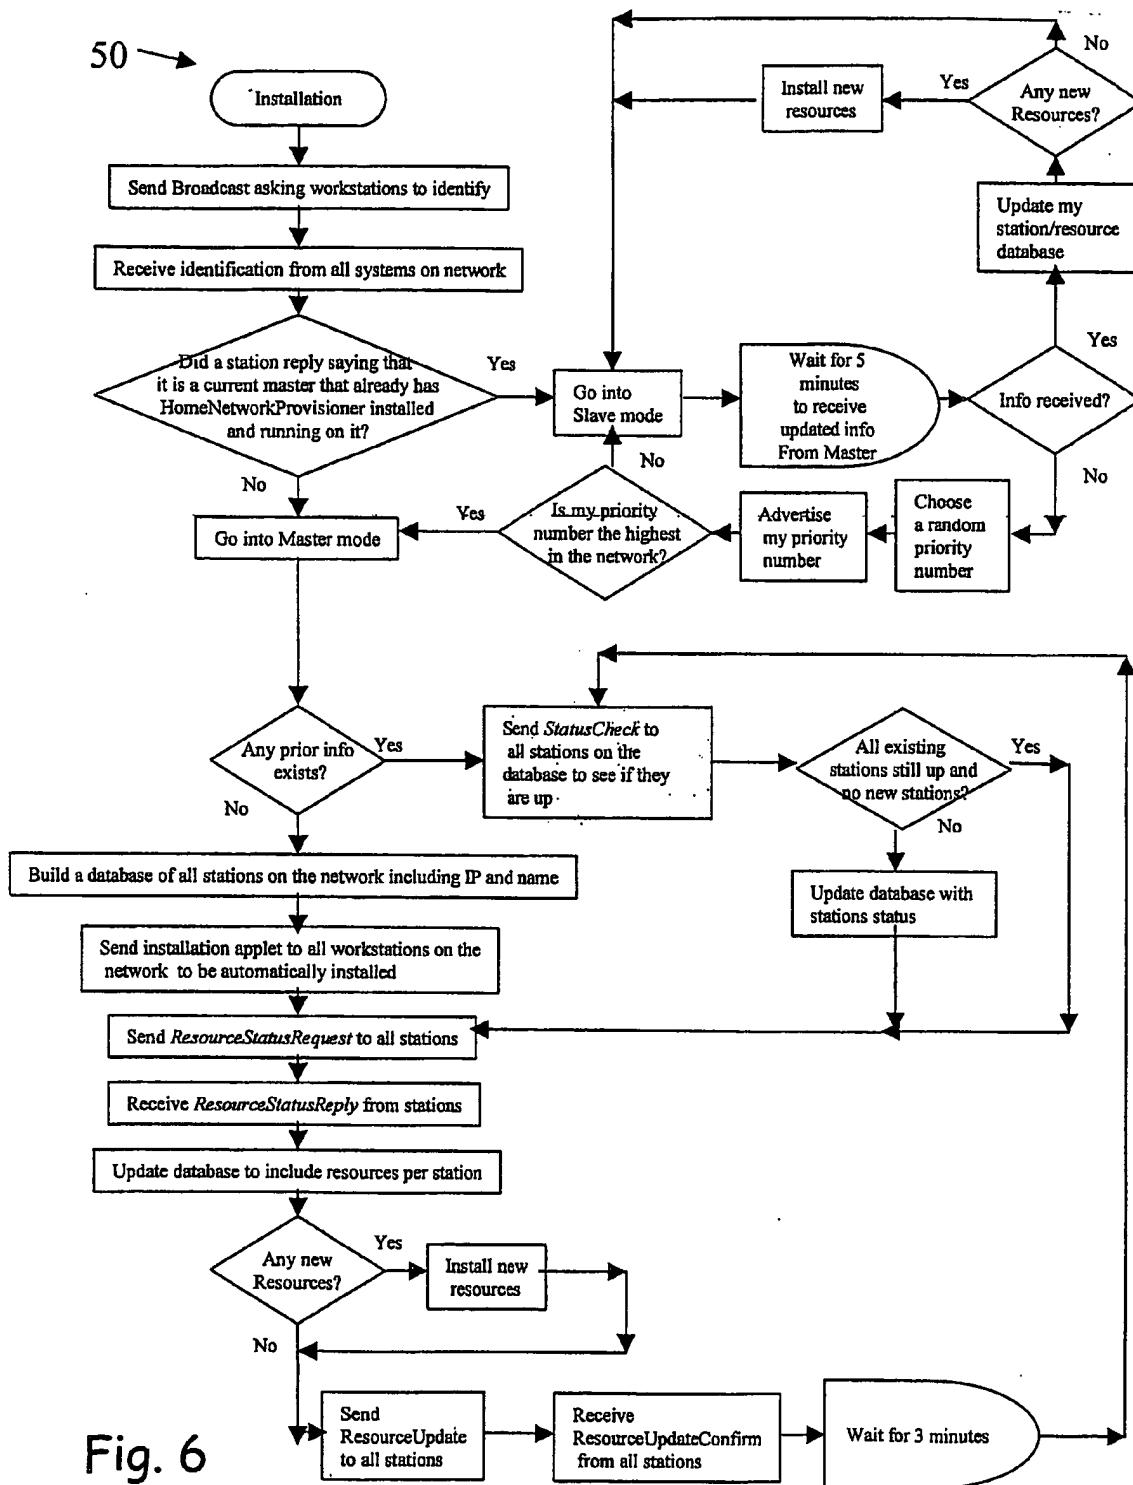 50
Installation
Send Broadcast asking workstations to identify
Receive identification from all systems on network
Did a station reply saying that
it is a current master that already has
HomeNetworkProvisioner installed
and running on it?
Yes
No
Go into
Slave mode
Wait for 5
minutes
to receive
updated info
From Master
Info received?
Yes
No
Update my
station/resource
database
Any new
Resources?
Yes
No
Install new
resources
Choose
a random
priority
number
Advertise
my priority
number
Is my priority
number the highest
in the network?
No
Yes
Go into Master mode
Any prior info
exists?
Yes
No
Send StatusCheck to
all stations on the
database to see if they
are up
All existing
stations still up and
no new stations?
Yes
No
Update database with
stations status
Build a database of all stations on the network including IP and name
Send installation applet to all workstations on the
network to be automatically installed
Send ResourceStatusRequest to all stations
Receive ResourceStatusReply from stations
Update database to include resources per station
Any new
Resources?
Yes
No
Install new
resources
Send
ResourceUpdate
to all stations
Receive
ResourceUpdateConfirm
from all stations
Wait for 3 minutes
Fig. 6